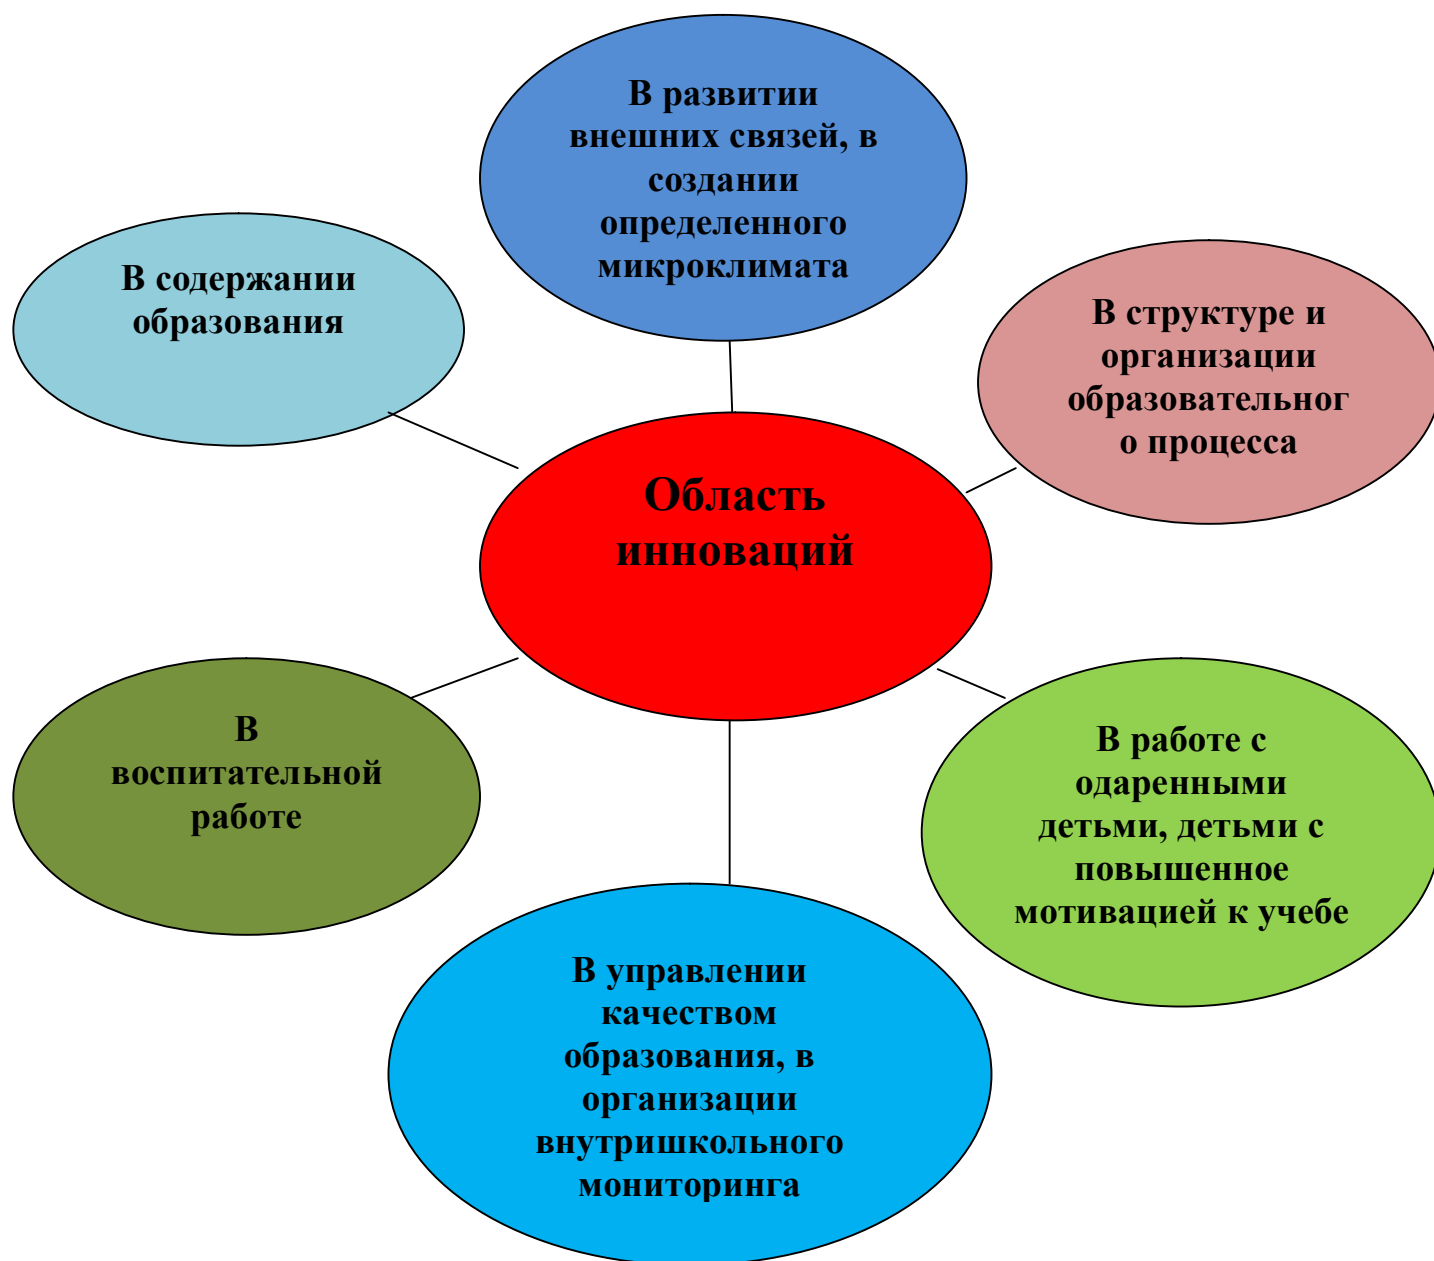 В развитии
внешних связей, в
создании
определенного
микроклимата
В содержании
образования
В структуре и
организации
образовательног
о процесса
Область
инноваций
В
воспитательной
работе
В работе с
одаренными
детьми, детьми с
повышенное
мотивацией к учебе
В управлении
качеством
образования, в
организации
внутришкольного
мониторинга